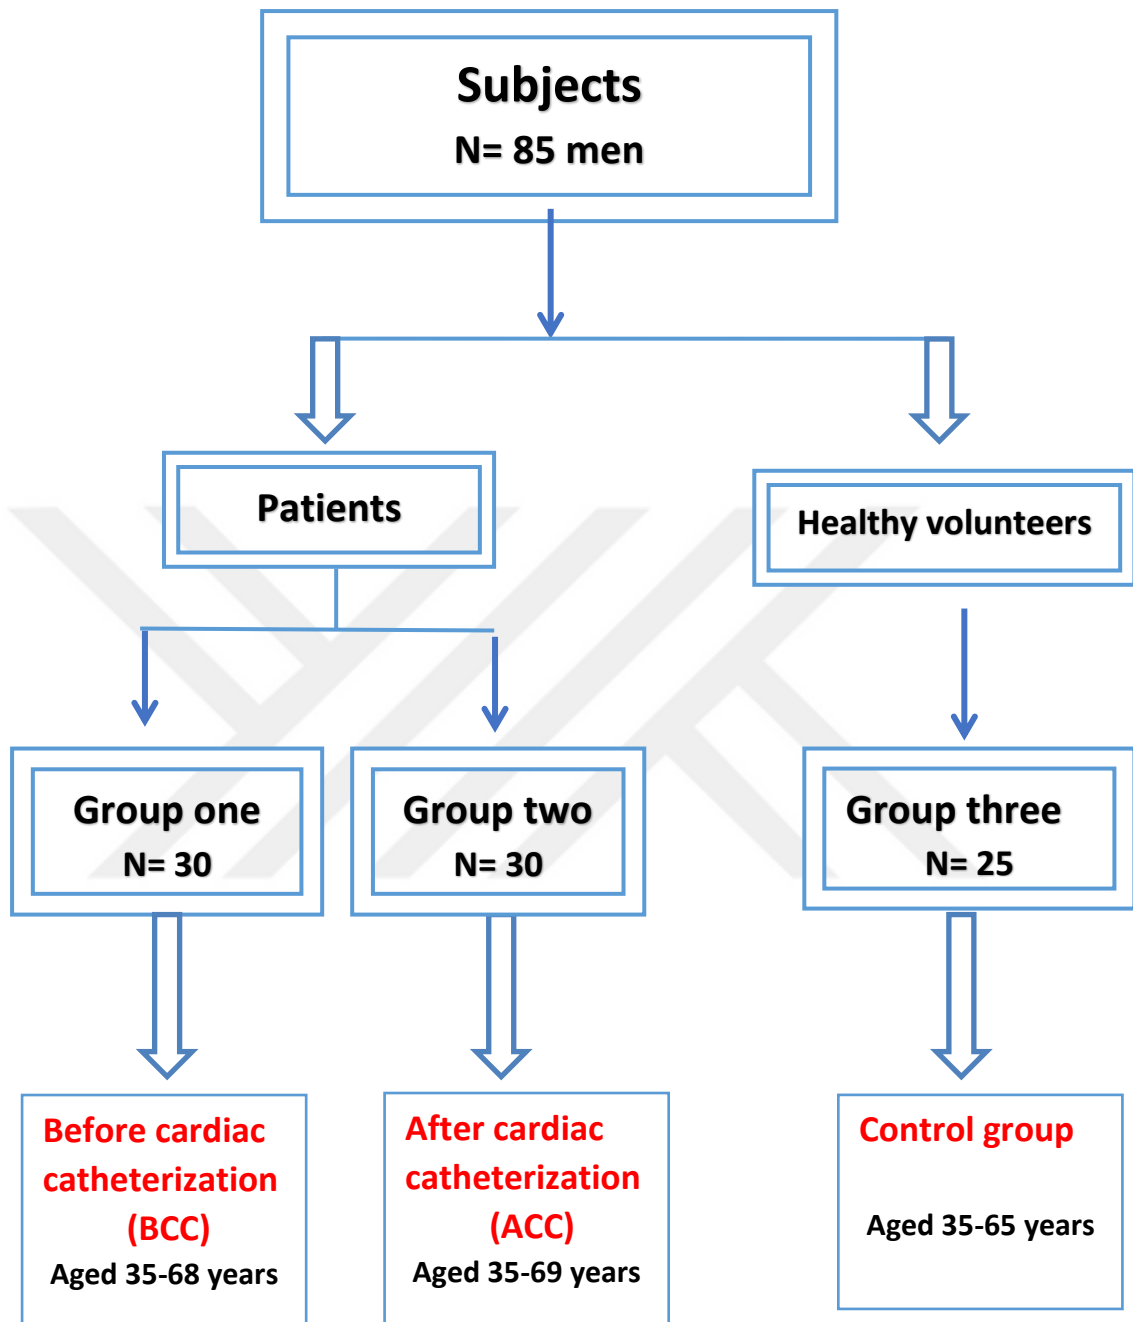 Subjects
N= 85 men
Patients
Healthy volunteers
Group one
N= 30
Group two
N= 30
Group three
N= 25
Before cardiac
catheterization
(BCC)
Aged 35-68 years
After cardiac
catheterization
(ACC)
Aged 35-69 years
Control group
Aged 35-65 years